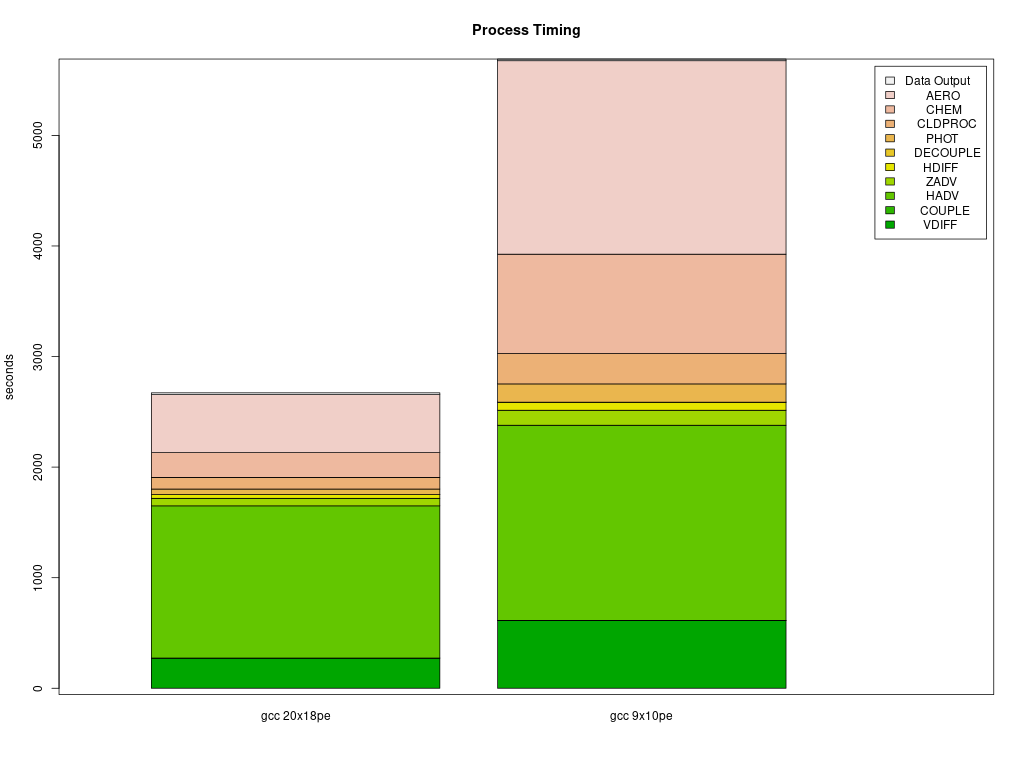 Process Timing
seconds
5000
4000
3000
2000
1000
0
Data Output
AERO
CHEM
CLDPROC
PHOT
DECOUPLE
HDIFF
ZADV
HADV
COUPLE
VDIFF
gcc 20x18pe
gcc 9x10pe